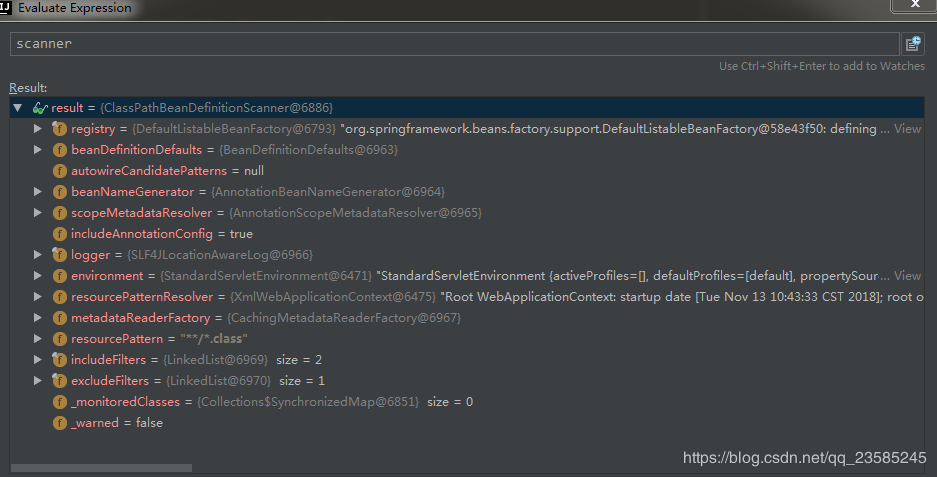 IJ Evaluate Expression
scanner
Use Ctrl+Shift+Enter to add to Watches
Result:
result = {ClassPathBeanDefinitionScanner@6886}
registry = {DefaultListableBeanFactory@6793} "org.springframework.beans.factory.support.DefaultListableBeanFactory@58e43f50: defining ... View
beanDefinitionDefaults = {BeanDefinitionDefaults@6963}
autowireCandidatePatterns = null
beanNameGenerator = {AnnotationBeanNameGenerator@6964}
scopeMetadataResolver = {AnnotationScopeMetadataResolver@6965}
includeAnnotationConfig = true
logger = {SLF4JLocationAwareLog@6966}
environment = {StandardServletEnvironment@6471} "StandardServletEnvironment {activeProfiles=[], defaultProfiles=[default], propertySour... View
resourcePatternResolver = {XmlWebApplicationContext@6475} "Root WebApplicationContext: startup date [Tue Nov 13 10:43:33 CST 2018]; root o
metadataReaderFactory = {CachingMetadataReaderFactory@6967}
resourcePattern = "**/*.class"
includeFilters = {LinkedList@6969} size = 2
excludeFilters = {LinkedList@6970} size = 1
_monitoredClasses = {Collections$SynchronizedMap@6851} size = 0
_warned = false
https://blog.csdn.net/qq_23585245